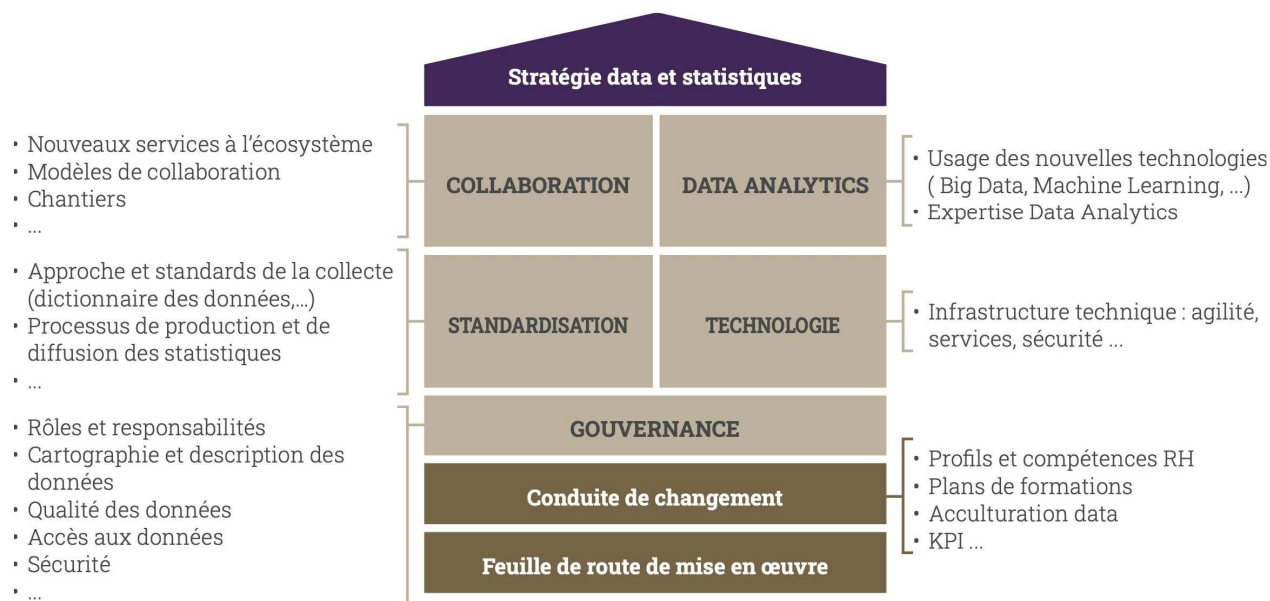 Stratégie data et statistiques
• Nouveaux services à l’écosystème
• Modèles de collaboration
• Chantiers
• ...
COLLABORATION
DATA ANALYTICS
• Usage des nouvelles technologies
( Big Data, Machine Learning, ...)
• Expertise Data Analytics
• Approche et standards de la collecte
(dictionnaire des données,...)
• Processus de production et de
diffusion des statistiques
• ...
STANDARDISATION
TECHNOLOGIE
• Infrastructure technique : agilité,
services, sécurité ...
• Rôles et responsabilités
• Cartographie et description des
données
• Qualité des données
• Accès aux données
• Sécurité
• ...
GOUVERNANCE
Conduite de changement
• Profils et compétences RH
• Plans de formations
• Acculturation data
• KPI ...
Feuille de route de mise en œuvre